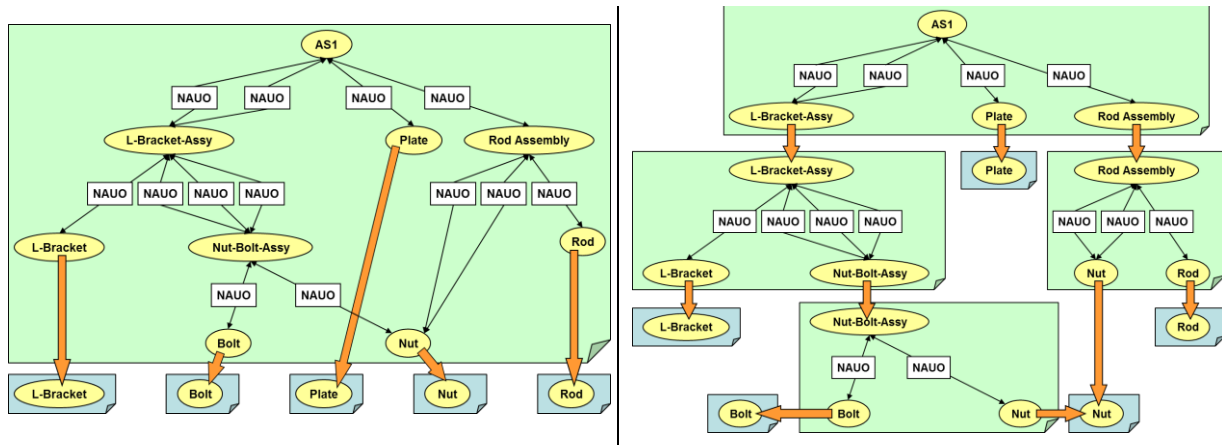 AS1
NAUO NAUO NAUO NAUO
L-Bracket-Assy Plate Rod Assembly
NAUO NAUO NAUO NAUO NAUO NAUO NAUO
L-Bracket Nut-Bolt-Assy Rod
NAUO NAUO
Bolt Nut
L-Bracket Bolt Plate Nut Rod
AS1
NAUO NAUO NAUO NAUO
L-Bracket-Assy Plate Rod Assembly
L-Bracket-Assy Plate Rod Assembly
NAUO NAUO NAUO NAUO NAUO NAUO NAUO
L-Bracket Nut-Bolt-Assy Nut Rod
L-Bracket Nut-Bolt-Assy Rod
NAUO NAUO
Bolt Bolt Nut Nut